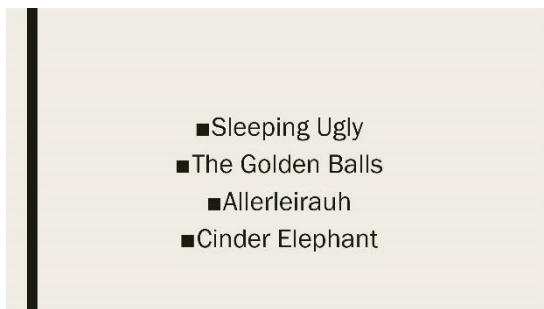 ■Sleeping Ugly
■The Golden Balls
■Allerleirauh
■Cinder Elephant